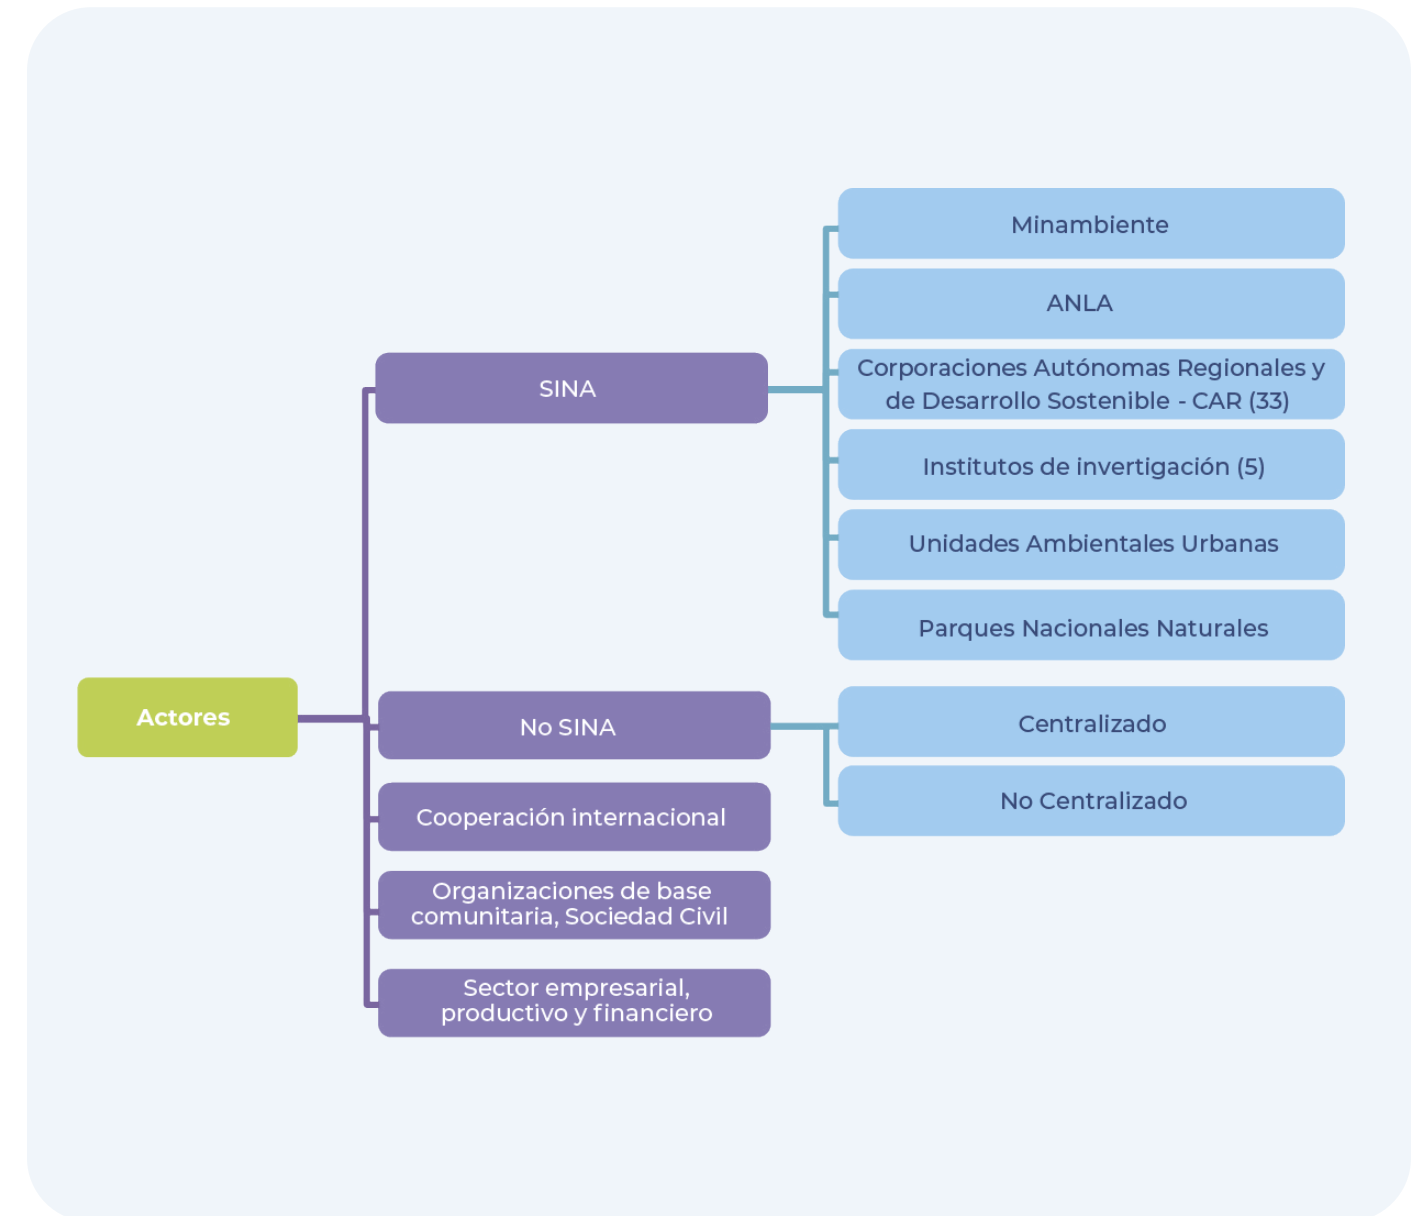 Actores
SINA
No SINA
Cooperación internacional
Organizaciones de base
comunitaria, Sociedad Civil
Sector empresarial,
productivo y financiero
Minambiente
ANLA
Corporaciones Autónomas Regionales y
de Desarrollo Sostenible - CAR (33)
Institutos de invertigación (5)
Unidades Ambientales Urbanas
Parques Nacionales Naturales
Centralizado
No Centralizado